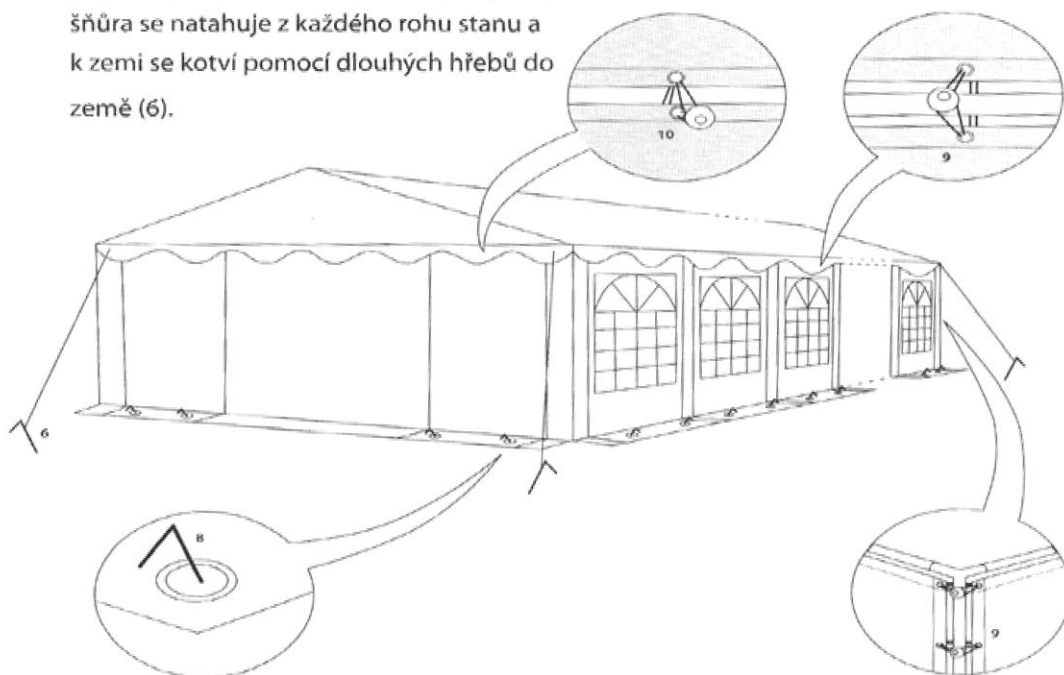 šňůra se natahuje z každého rohu stanu a
k zemi se kotví pomocí dlouhých hřebů do
země (6).
10
9
6
8
9